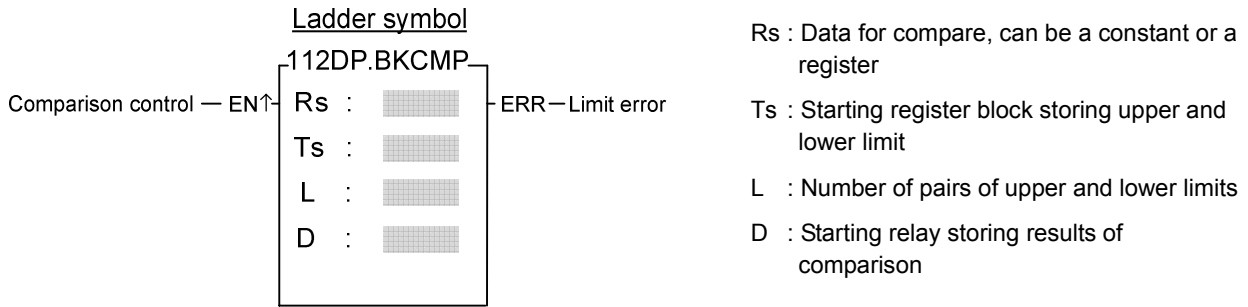 Ladder symbol
112DP.BKCMP
Comparison control — EN↑
Rs :
ERR — Limit error
Ts :
L :
D :
Rs : Data for compare, can be a constant or a
register
Ts : Starting register block storing upper and
lower limit
L : Number of pairs of upper and lower limits
D : Starting relay storing results of
comparison